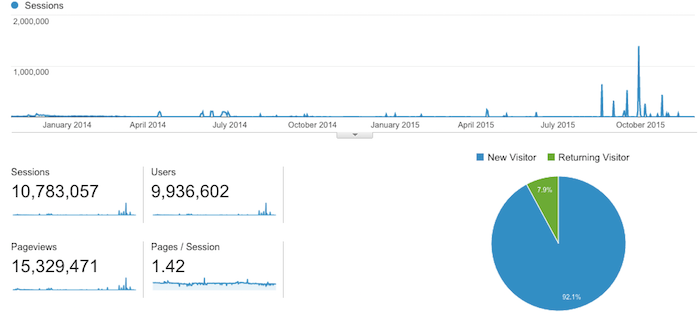 Sessions
2,000,000
1,000,000
January 2014 April 2014 July 2014 October 2014 January 2015 April 2015 July 2015 October 2015
Sessions Users
10,783,057 9,936,602
Pageviews Pages / Session
15,329,471 1.42
New Visitor Returning Visitor
7.9%
92.1%